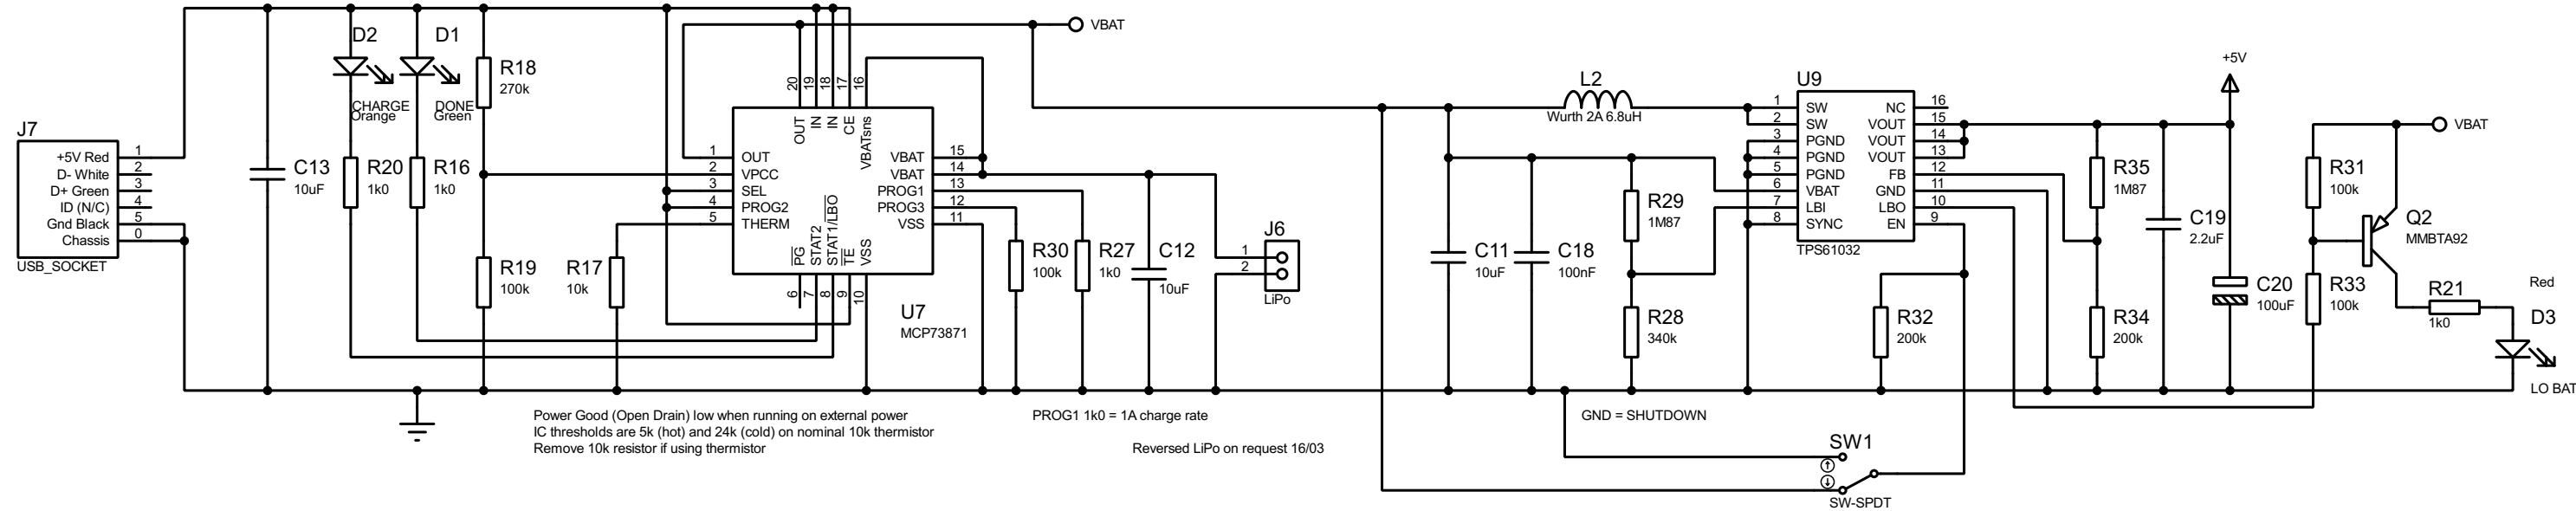 J7
+5V Red 1
D- White 2
D+ Green 3
ID (N/C) 4
Gnd Black 5
Chassis 0
USB_SOCKET
C13
10uF
D2
CHARGE
Orange
D1
DONE
Green
R20
1k0
R16
1k0
R18
270k
R19
100k
R17
10k
VBAT
20 19 18 17 16
OUT IN IN CE VBATsns
1 OUT
2 VPCC
3 SEL
4 PROG2
5 THERM
VBAT 15
VBAT 14
PROG1 13
PROG3 12
VSS 11
PG STAT2 STAT1/LBO TE VSS
6 7 8 9 10
U7
MCP73871
R30
100k
R27
1k0
C12
10uF
J6
1
2
LiPo
Power Good (Open Drain) low when running on external power
IC thresholds are 5k (hot) and 24k (cold) on nominal 10k thermistor
Remove 10k resistor if using thermistor
PROG1 1k0 = 1A charge rate
Reversed LiPo on request 16/03
L2
Wurth 2A 6.8uH
C11
10uF
C18
100nF
R29
1M87
R28
340k
U9
1 SW
2 SW
3 PGND
4 PGND
5 PGND
6 VBAT
7 LBI
8 SYNC
NC 16
VOUT 15
VOUT 14
VOUT 13
FB 12
GND 11
LBO 10
EN 9
TPS61032
R32
200k
GND = SHUTDOWN
SW1
SW-SPDT
R35
1M87
R34
200k
C19
2.2uF
+5V
C20
100uF
VBAT
R31
100k
R33
100k
Q2
MMBTA92
R21
1k0
Red
D3
LO BAT